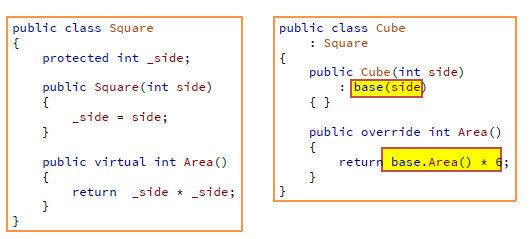 public class Square
{
    protected int _side;
    public Square(int side)
    {
        _side = side;
    }
    public virtual int Area()
    {
        return  _side * _side;
    }
}
public class Cube
    : Square
{
    public Cube(int side)
        : base(side)
    { }
    public override int Area()
    {
        return base.Area() * 6;
    }
}